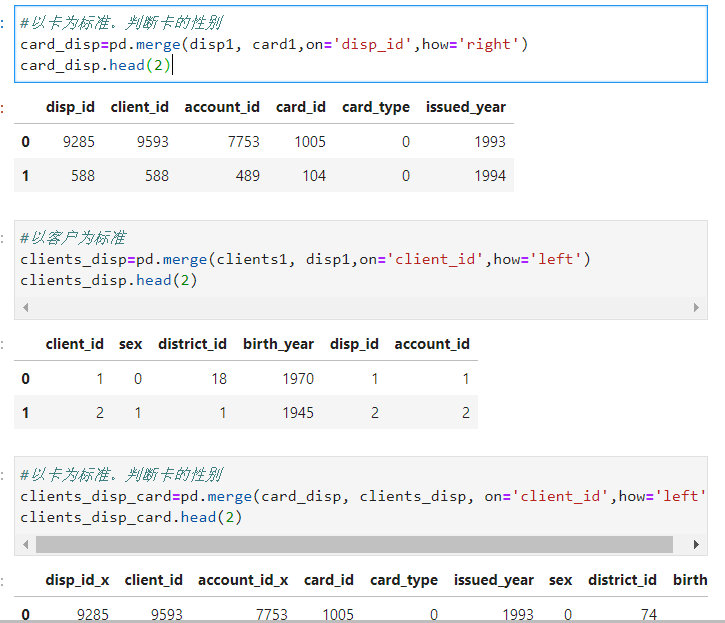 #以卡为标准。判断卡的性别
card_disp=pd.merge(disp1, card1,on='disp_id',how='right')
card_disp.head(2)
disp_id client_id account_id card_id card_type issued_year
0 9285 9593 7753 1005 0 1993
1 588 588 489 104 0 1994
#以客户为标准
clients_disp=pd.merge(clients1, disp1,on='client_id',how='left')
clients_disp.head(2)
client_id sex district_id birth_year disp_id account_id
0 1 0 18 1970 1 1
1 2 1 1 1945 2 2
#以卡为标准。判断卡的性别
clients_disp_card=pd.merge(card_disp, clients_disp, on='client_id',how='left'
clients_disp_card.head(2)
disp_id_x client_id account_id_x card_id card_type issued_year sex district_id birth
0 9285 9593 7753 1005 0 1993 0 74